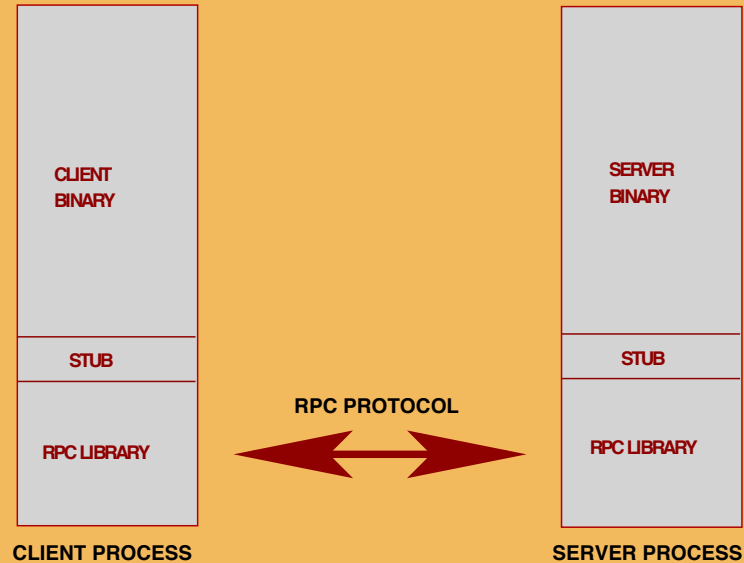 CLIENT
BINARY
STUB
RPC LIBRARY
CLIENT PROCESS
RPC PROTOCOL
SERVER
BINARY
STUB
RPC LIBRARY
SERVER PROCESS